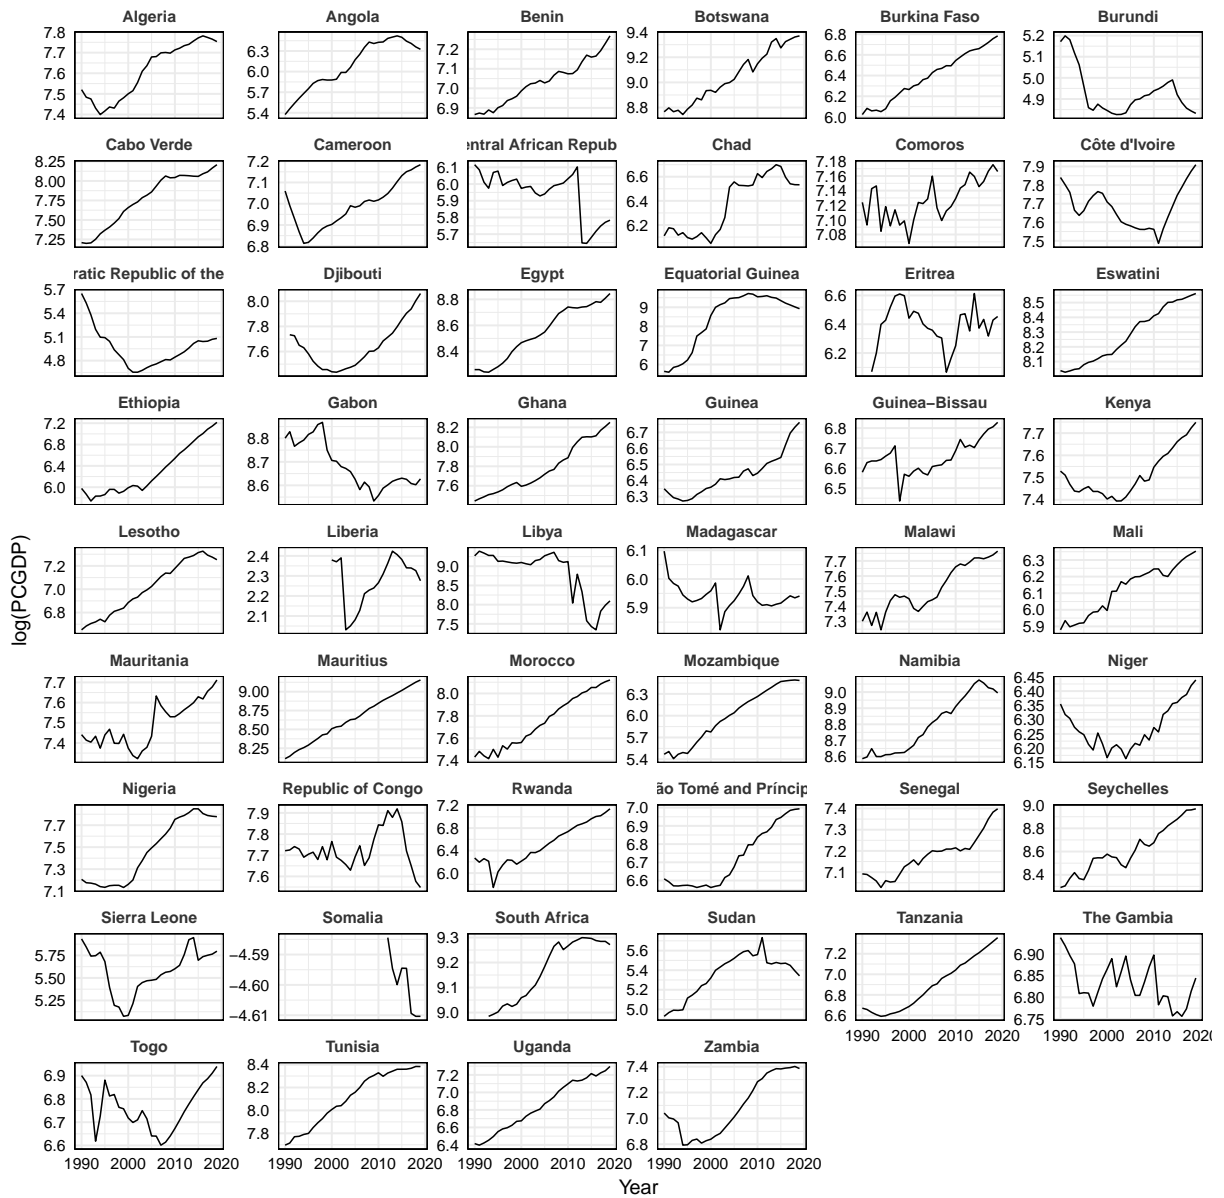 Algeria Angola Benin Botswana Burkina Faso Burundi
7.8 7.7 7.6 7.5 7.4
6.3 6.0 5.7 5.4
7.2 7.1 7.0 6.9
9.4 9.2 9.0 8.8
6.8 6.6 6.4 6.2 6.0
5.2 5.1 5.0 4.9
Cabo Verde Cameroon entral African Repub Chad Comoros Côte d'Ivoire
8.25 8.00 7.75 7.50 7.25
7.2 7.1 7.0 6.9 6.8
6.1 6.0 5.9 5.8 5.7
6.6 6.4 6.2
7.18 7.16 7.14 7.12 7.10 7.08
7.9 7.8 7.7 7.6 7.5
ratic Republic of the Djibouti Egypt Equatorial Guinea Eritrea Eswatini
5.7 5.4 5.1 4.8
8.0 7.8 7.6
8.8 8.6 8.4
9 8 7 6
6.6 6.4 6.2
8.5 8.4 8.3 8.2 8.1
Ethiopia Gabon Ghana Guinea Guinea−Bissau Kenya
7.2 6.8 6.4 6.0
8.8 8.7 8.6
8.2 8.0 7.8 7.6
6.7 6.6 6.5 6.4 6.3
6.8 6.7 6.6 6.5
7.7 7.6 7.5 7.4
Lesotho Liberia Libya Madagascar Malawi Mali
7.2 7.0 6.8
2.4 2.3 2.2 2.1
9.0 8.5 8.0 7.5
6.1 6.0 5.9
7.7 7.6 7.5 7.4 7.3
6.3 6.2 6.1 6.0 5.9
log(PCGDP)
Mauritania Mauritius Morocco Mozambique Namibia Niger
7.7 7.6 7.5 7.4
9.00 8.75 8.50 8.25
8.0 7.8 7.6 7.4
6.3 6.0 5.7 5.4
9.0 8.9 8.8 8.7 8.6
6.45 6.40 6.35 6.30 6.25 6.20 6.15
Nigeria Republic of Congo Rwanda ão Tomé and Príncip Senegal Seychelles
7.7 7.5 7.3 7.1
7.9 7.8 7.7 7.6
7.2 6.8 6.4 6.0
7.0 6.9 6.8 6.7 6.6
7.4 7.3 7.2 7.1
9.0 8.8 8.6 8.4
Sierra Leone Somalia South Africa Sudan Tanzania The Gambia
5.75 5.50 5.25
−4.59 −4.60 −4.61
9.3 9.2 9.1 9.0
5.6 5.4 5.2 5.0
7.2 7.0 6.8 6.6
6.90 6.85 6.80 6.75
1990 2000 2010 2020 1990 2000 2010 2020
Togo Tunisia Uganda Zambia
6.9 6.8 6.7 6.6
8.4 8.2 8.0 7.8
7.2 7.0 6.8 6.6 6.4
7.4 7.2 7.0 6.8
1990 2000 2010 2020 1990 2000 2010 2020 1990 2000 2010 2020 1990 2000 2010 2020
Year